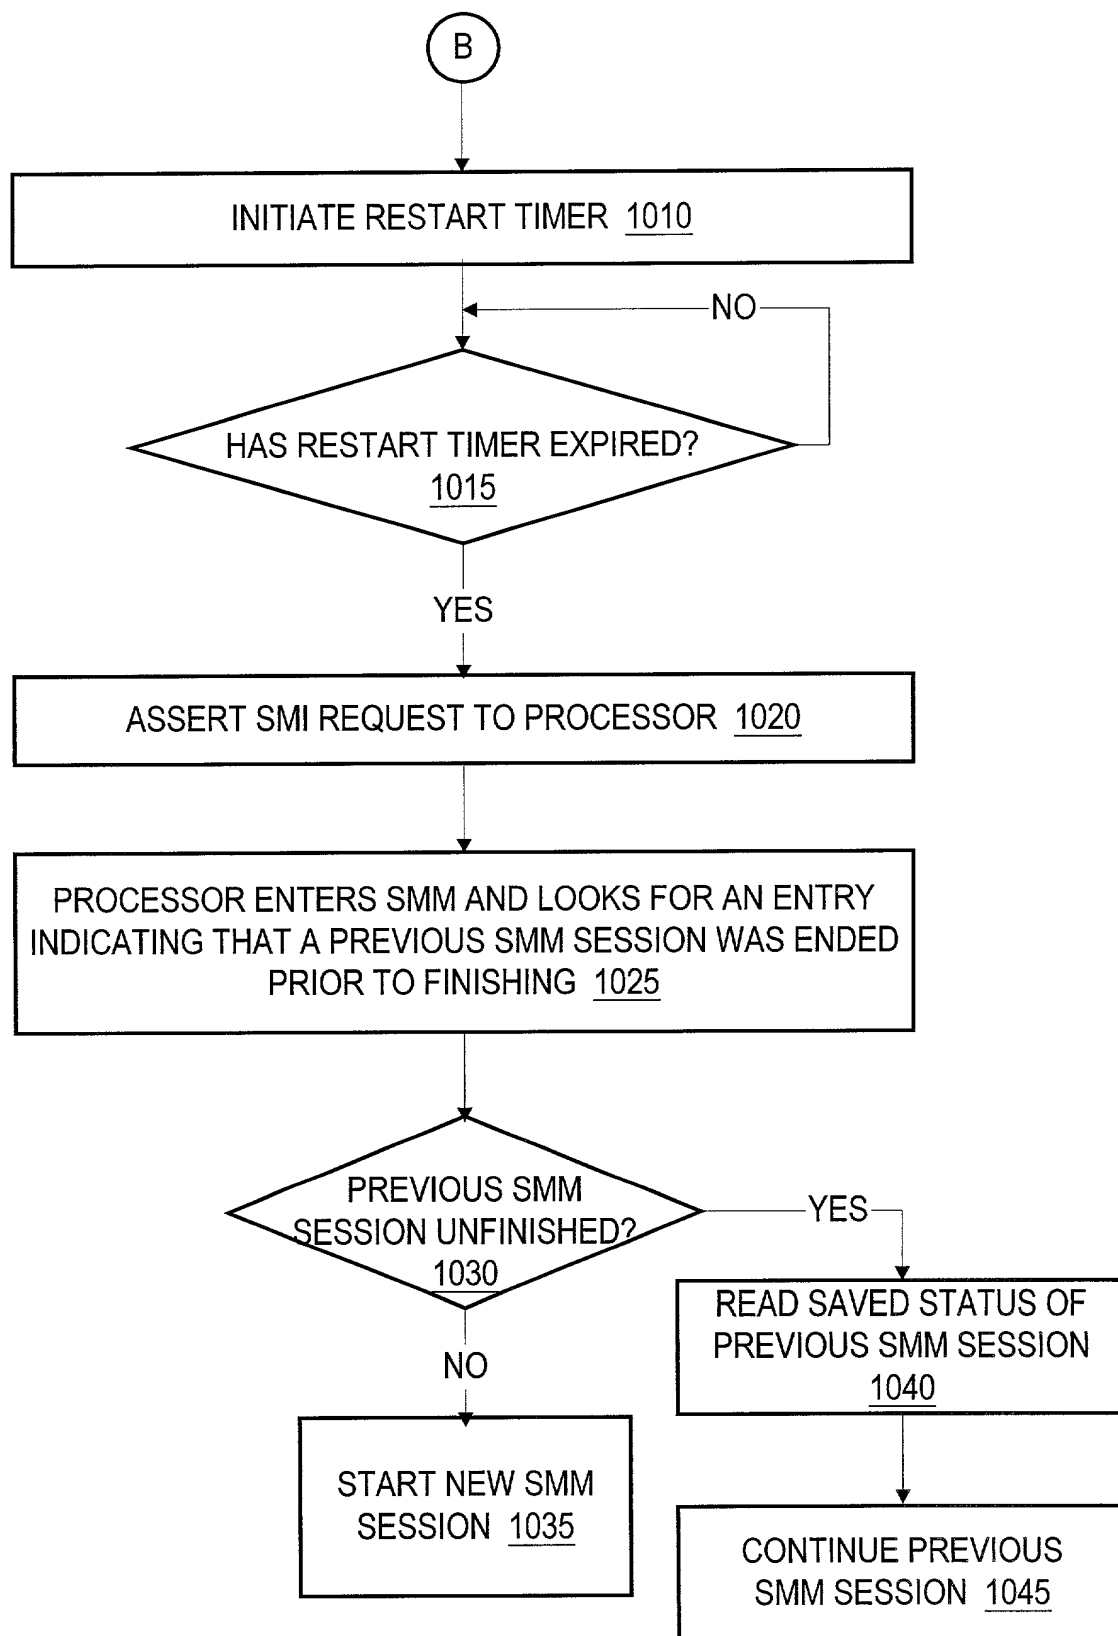 B
INITIATE RESTART TIMER 1010
NO
HAS RESTART TIMER EXPIRED?
1015
YES
ASSERT SMI REQUEST TO PROCESSOR 1020
PROCESSOR ENTERS SMM AND LOOKS FOR AN ENTRY
INDICATING THAT A PREVIOUS SMM SESSION WAS ENDED
PRIOR TO FINISHING 1025
PREVIOUS SMM
SESSION UNFINISHED?
1030
YES
NO
READ SAVED STATUS OF
PREVIOUS SMM SESSION
1040
START NEW SMM
SESSION 1035
CONTINUE PREVIOUS
SMM SESSION 1045